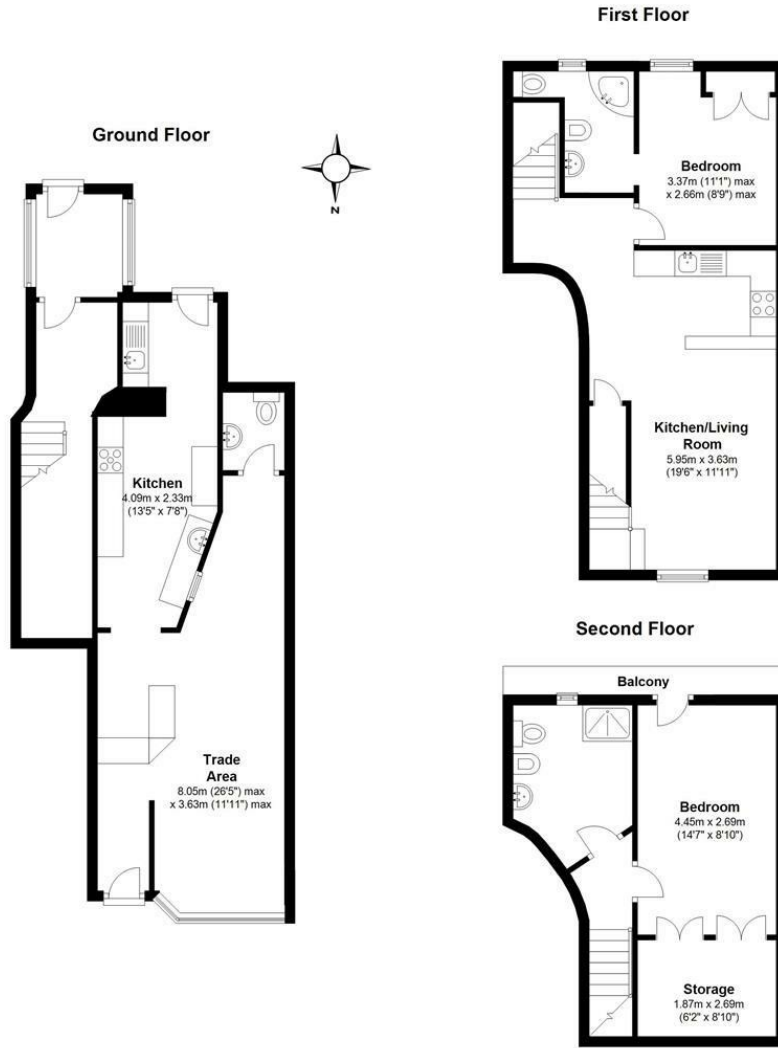 First Floor
Bedroom
3.37m (11'1") max
x 2.66m (8'9") max
Kitchen/Living
Room
5.95m x 3.63m
(19'6" x 11'11")
Ground Floor
N
Kitchen
4.09m x 2.33m
(13'5" x 7'8")
Trade
Area
8.05m (26'5") max
x 3.63m (11'11") max
Second Floor
Balcony
Bedroom
4.45m x 2.69m
(14'7" x 8'10")
Storage
1.87m x 2.69m
(6'2" x 8'10")